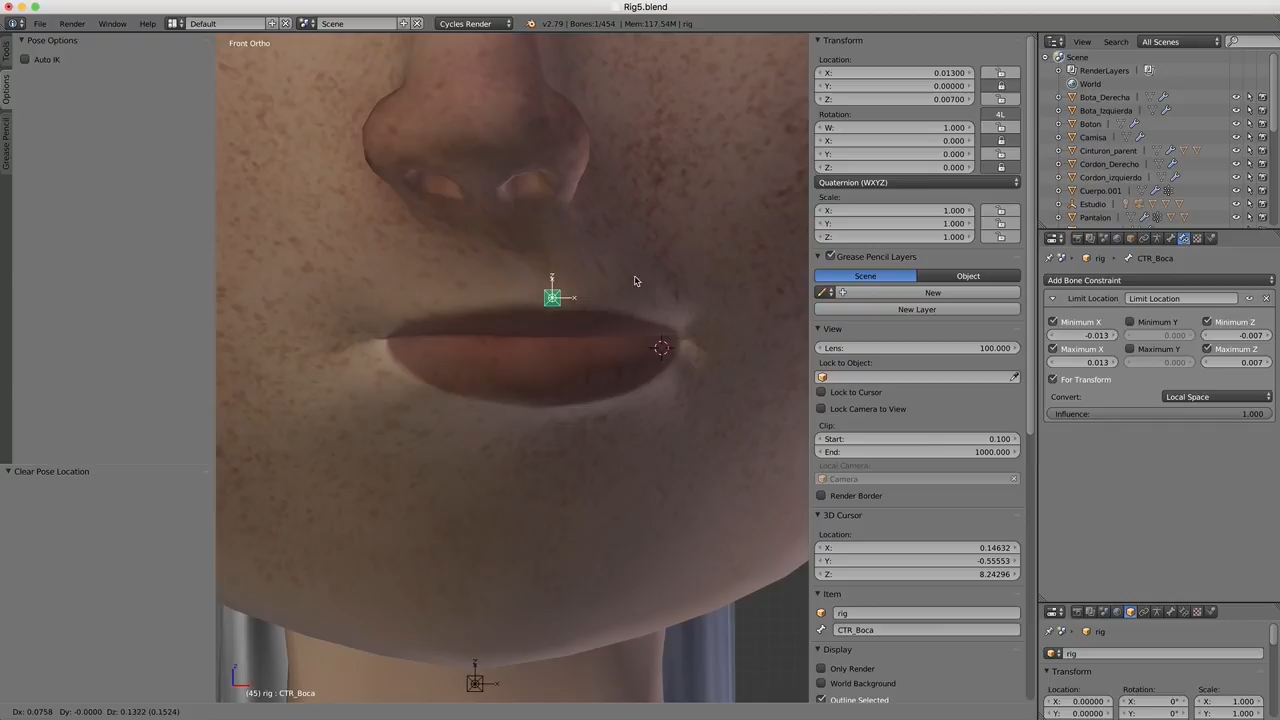 Rig5.blend
File Render Window Help Default Scene Cycles Render v2.79 | Bones:1/454 | Mem:117.54M | rig
Tools
Options
Grease Pencil
Pose Options
Auto IK
Clear Pose Location
Front Ortho
z
x
z
x
z
(45) rig : CTR_Boca
Dx: 0.0758 Dy: -0.0000 Dz: 0.1322 (0.1524)
Transform
Location:
X: 0.01300
Y: 0.00000
Z: 0.00700
Rotation: 4L
W: 1.000
X: 0.000
Y: 0.000
Z: 0.000
Quaternion (WXYZ)
Scale:
X: 1.000
Y: 1.000
Z: 1.000
Grease Pencil Layers
Scene Object
New
New Layer
View
Lens: 100.000
Lock to Object:
Lock to Cursor
Lock Camera to View
Clip:
Start: 0.100
End: 1000.000
Local Camera:
Camera
Render Border
3D Cursor
Location:
X: 0.14632
Y: -0.55553
Z: 8.24296
Item
rig
CTR_Boca
Display
Only Render
World Background
Outline Selected
View Search All Scenes
Scene
RenderLayers
World
Bota_Derecha
Bota_Izquierda
Boton
Camisa
Cinturon_parent
Cordon_Derecho
Cordon_izquierdo
Cuerpo.001
Estudio
Pantalon
rig CTR_Boca
Add Bone Constraint
Limit Location Limit Location
Minimum X Minimum Y Minimum Z
-0.013 0.000 -0.007
Maximum X Maximum Y Maximum Z
0.013 0.000 0.007
For Transform
Convert: Local Space
Influence: 1.000
rig
rig
Transform
Location: Rotation: Scale:
X: 0.00000 X: 0° X: 1.000
Y: 0.00000 Y: 0° Y: 1.000